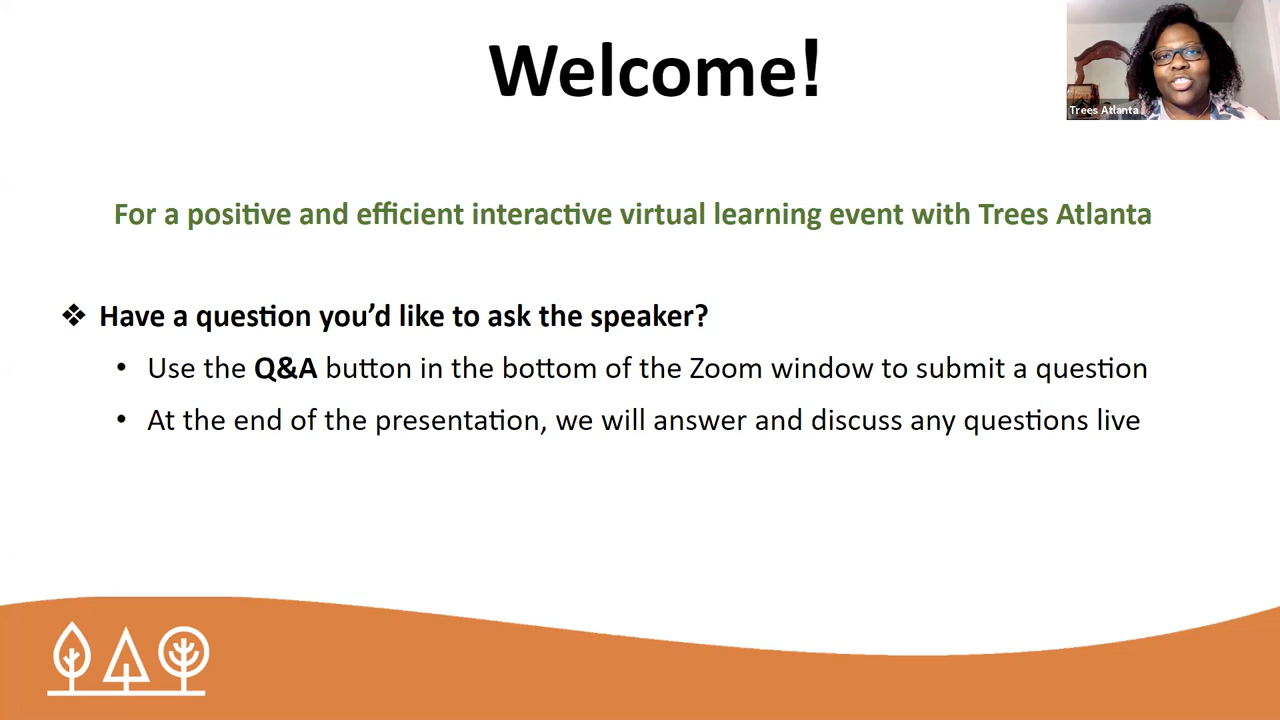 Welcome!
Trees Atlanta
For a positive and efficient interactive virtual learning event with Trees Atlanta
❖ Have a question you’d like to ask the speaker?
• Use the Q&A button in the bottom of the Zoom window to submit a question
• At the end of the presentation, we will answer and discuss any questions live